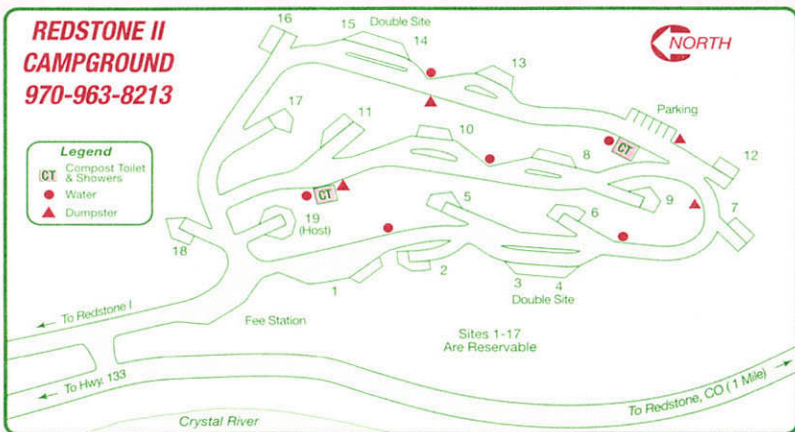 REDSTONE II
CAMPGROUND
970-963-8213
Legend
CT Compost Toilet
& Showers
Water
Dumpster
16
15
Double Site
14
13
NORTH
Parking
17
11
10
8
CT
12
CT
19
(Host)
5
6
9
7
18
1
2
3
4
Double Site
To Redstone I
Fee Station
Sites 1-17
Are Reservable
To Hwy. 133
To Redstone, CO (1 Mile)
Crystal River